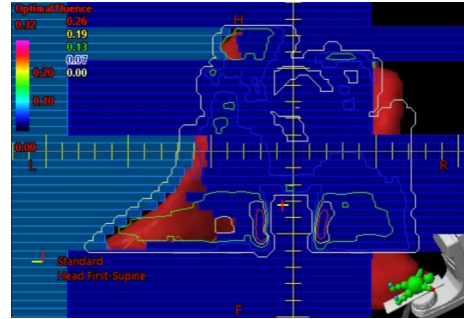 Optimal Fluence
0.32
0.26
0.19
0.13
0.07
0.00
0.20
0.10
0.00
H
L
R
F
Standard
Head First-Supine